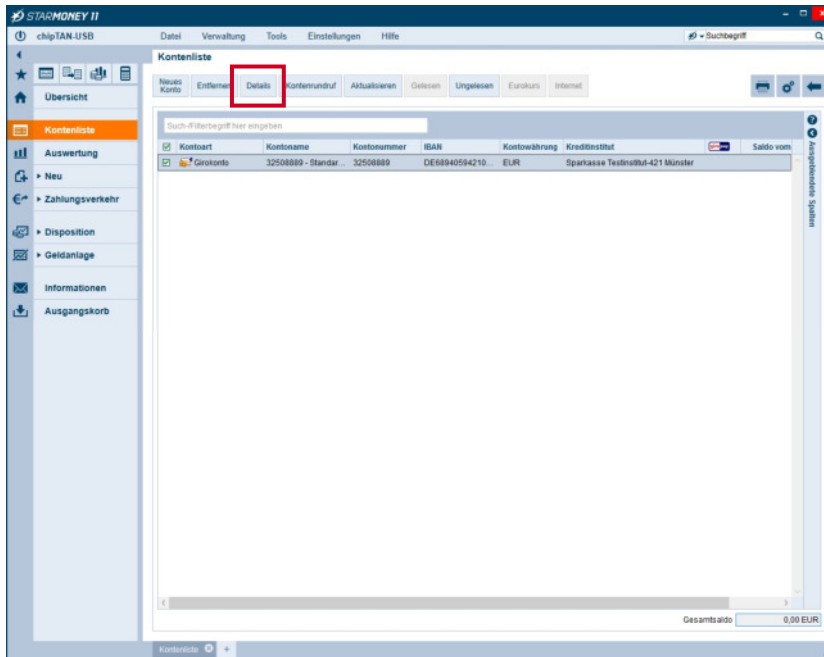 STARMONEY 11
chipTAN-USB
Datei Verwaltung Tools Einstellungen Hilfe
Suchbegriff
Kontenliste
Neues Konto Entfernen Details Kontenrundruf Aktualisieren Gelesen Ungelesen Eurokurs Internet
Übersicht
Kontenliste
Auswertung
Neu
Zahlungsverkehr
Disposition
Geldanlage
Informationen
Ausgangskorb
Such-/Filterbegriff hier eingeben
Kontoart Kontoname Kontonummer IBAN Kontowährung Kreditinstitut Saldo vom
Girokonto 32508889 - Standar... 32508889 DE68940594210... EUR Sparkasse Testinstitut-421 Münster
Ausgeblendete Spalten
Gesamtsaldo 0,00 EUR
Kontenliste